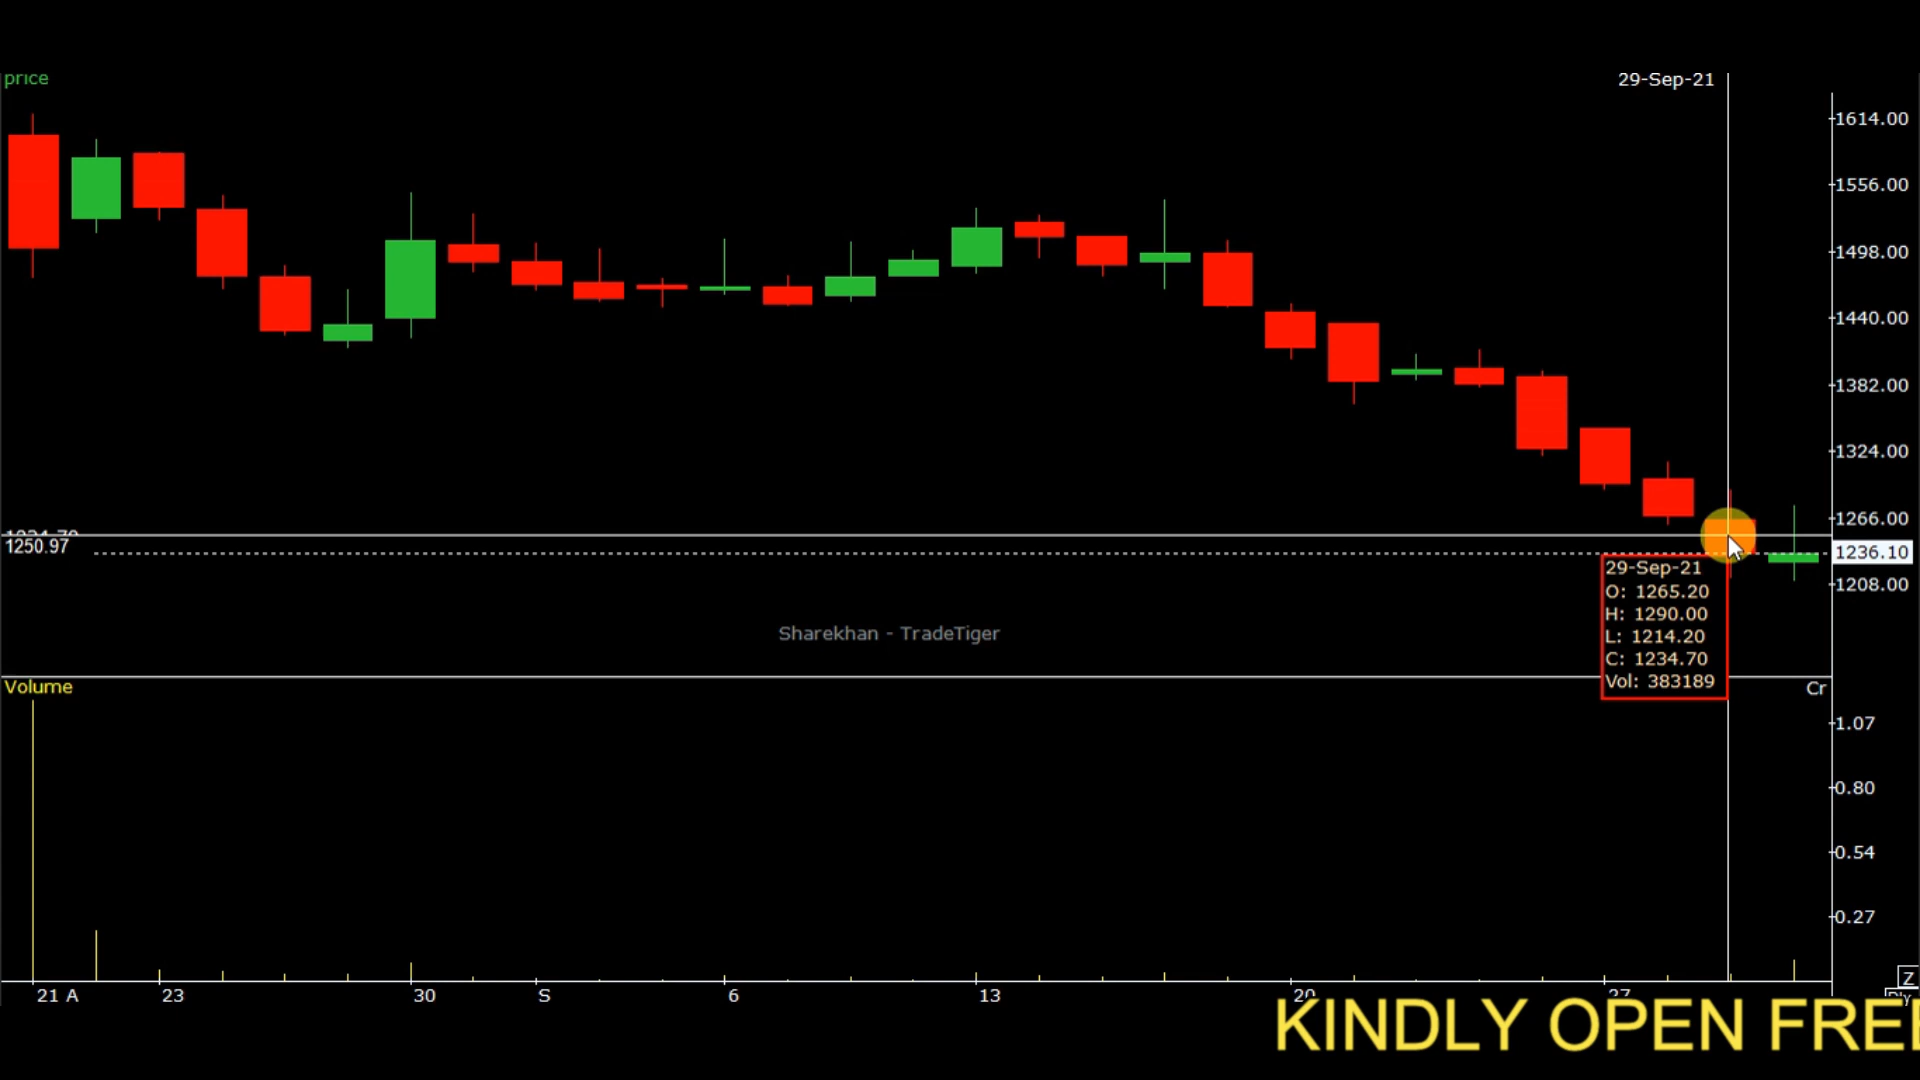 price
29-Sep-21
1614.00
1556.00
1498.00
1440.00
1382.00
1324.00
1266.00
1250.97
1236.10
1208.00
29-Sep-21
O: 1265.20
H: 1290.00
L: 1214.20
C: 1234.70
Vol: 383189
Sharekhan - TradeTiger
Volume
Cr
1.07
0.80
0.54
0.27
Z
21 A 23 30 S 6 13 20 27
KINDLY OPEN FREE